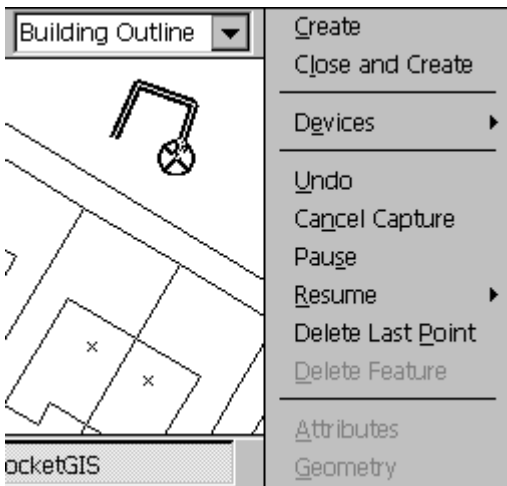 Building Outline
Create
Close and Create
Devices
Undo
Cancel Capture
Pause
Resume
Delete Last Point
Delete Feature
Attributes
Geometry
ocketGIS